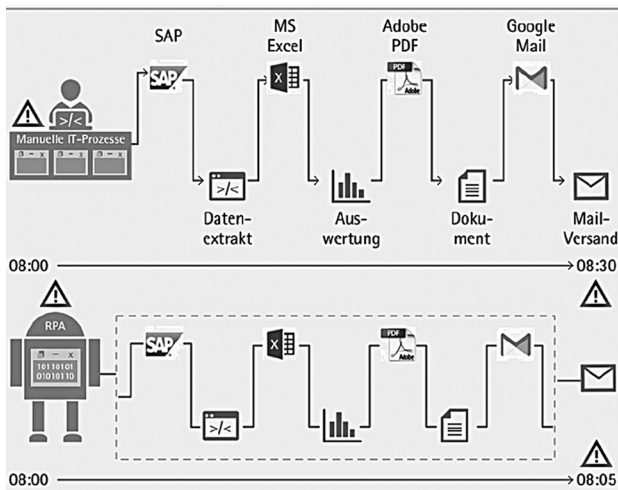 SAP
MS
Excel
Adobe
PDF
Google
Mail
SAP
X
PDF
Adobe
>/<
Manuelle IT-Prozesse
>/<
Daten-
extrakt
Aus-
wertung
Doku-
ment
Mail-
Versand
08:00
08:30
RPA
10110101
01010110
SAP
X
PDF
Adobe
>/<
08:00
08:05